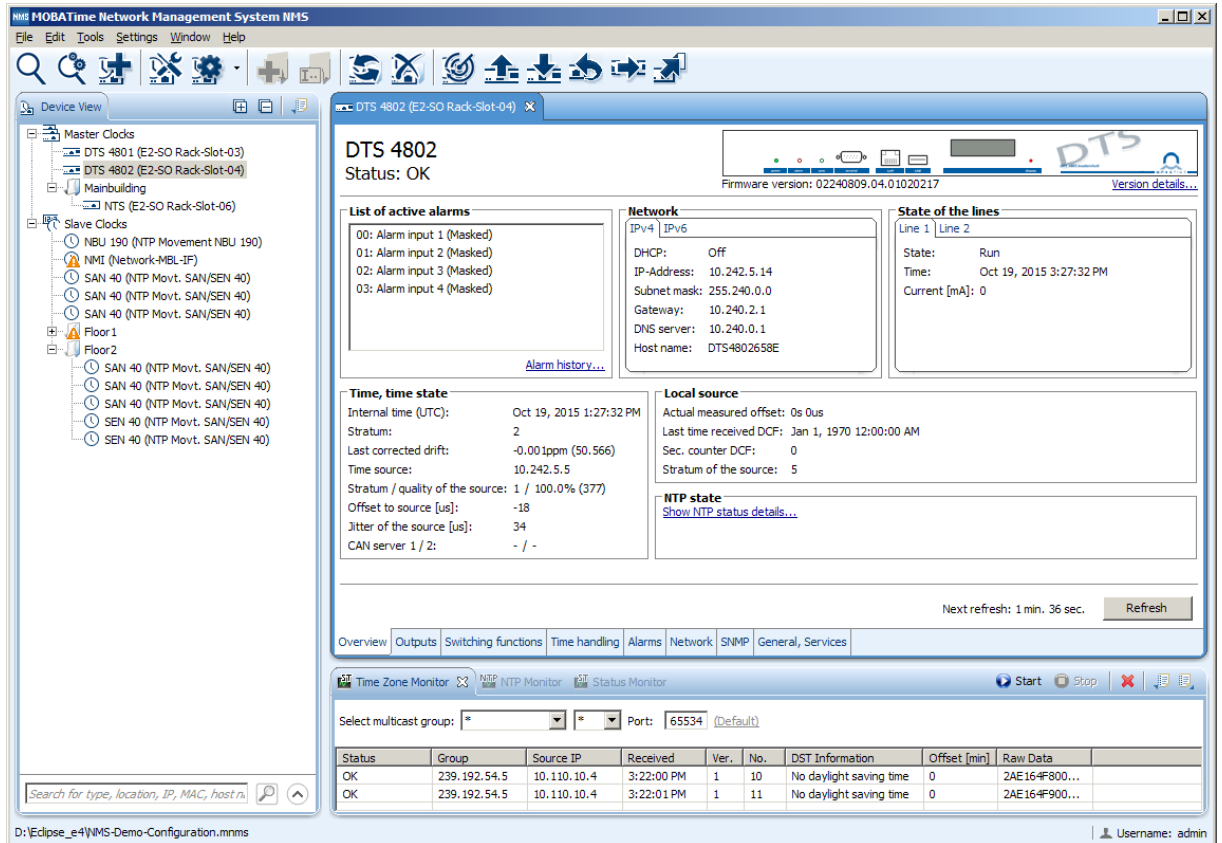 NMS MOBATime Network Management System NMS
File Edit Tools Settings Window Help
Device View
Master Clocks
DTS 4801 (E2-SO Rack-Slot-03)
DTS 4802 (E2-SO Rack-Slot-04)
Mainbuilding
NTS (E2-SO Rack-Slot-06)
Slave Clocks
NBU 190 (NTP Movement NBU 190)
NMI (Network-MBL-IF)
SAN 40 (NTP Movt. SAN/SEN 40)
SAN 40 (NTP Movt. SAN/SEN 40)
SAN 40 (NTP Movt. SAN/SEN 40)
Floor1
Floor2
SAN 40 (NTP Movt. SAN/SEN 40)
SAN 40 (NTP Movt. SAN/SEN 40)
SAN 40 (NTP Movt. SAN/SEN 40)
SEN 40 (NTP Movt. SAN/SEN 40)
SEN 40 (NTP Movt. SAN/SEN 40)
Search for type, location, IP, MAC, host n
DTS 4802 (E2-SO Rack-Slot-04)
DTS 4802
Status: OK
DTS
Firmware version: 02240809.04.01020217
Version details...
List of active alarms
00: Alarm input 1 (Masked)
01: Alarm input 2 (Masked)
02: Alarm input 3 (Masked)
03: Alarm input 4 (Masked)
Alarm history...
Network
IPv4 IPv6
DHCP: Off
IP-Address: 10.242.5.14
Subnet mask: 255.240.0.0
Gateway: 10.240.2.1
DNS server: 10.240.0.1
Host name: DTS4802658E
State of the lines
Line 1 Line 2
State: Run
Time: Oct 19, 2015 3:27:32 PM
Current [mA]: 0
Time, time state
Internal time (UTC): Oct 19, 2015 1:27:32 PM
Stratum: 2
Last corrected drift: -0.001ppm (50.566)
Time source: 10.242.5.5
Stratum / quality of the source: 1 / 100.0% (377)
Offset to source [us]: -18
Jitter of the source [us]: 34
CAN server 1 / 2: - / -
Local source
Actual measured offset: 0s 0us
Last time received DCF: Jan 1, 1970 12:00:00 AM
Sec. counter DCF: 0
Stratum of the source: 5
NTP state
Show NTP status details...
Next refresh: 1 min. 36 sec. Refresh
Overview Outputs Switching functions Time handling Alarms Network SNMP General, Services
Time Zone Monitor NTP Monitor Status Monitor Start Stop
Select multicast group: * * Port: 65534 (Default)
Status Group Source IP Received Ver. No. DST Information Offset [min] Raw Data
OK 239.192.54.5 10.110.10.4 3:22:00 PM 1 10 No daylight saving time 0 2AE164F800...
OK 239.192.54.5 10.110.10.4 3:22:01 PM 1 11 No daylight saving time 0 2AE164F900...
D:\Eclipse_e4\NMS-Demo-Configuration.mnms
Username: admin